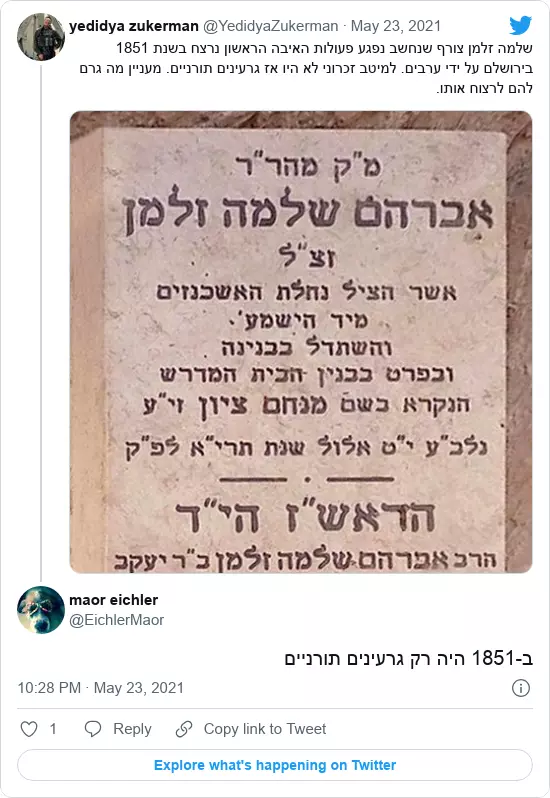 yedidya zukerman @YedidyaZukerman · May 23, 2021
שלמה זלמן צורף שנחשב נפגע פעולות האיבה הראשון נרצח בשנת 1851
בירושלם על ידי ערבים. למיטב זכרוני לא היו אז גרעינים תורניים. מעניין מה גרם
להם לרצוח אותו.
מ"ק מהר"ר
אברהם שלמה זלמן
זצ"ל
אשר הציל נחלת האשכנזים
מיד הישמע'.
והשתדל בבנינה
ובפרט בבנין הבית המדרש
הנקרא בשם מנחם ציון זי"ע
נלב"ע י"ט אלול שנת תרי"א לפ"ק
הדאש"ז הי"ד
הרב אברהם שלמה זלמן ב"ר יעקב
maor eichler
@EichlerMaor
ב-1851 היה רק גרעינים תורניים
10:28 PM · May 23, 2021
1 Reply Copy link to Tweet
Explore what's happening on Twitter